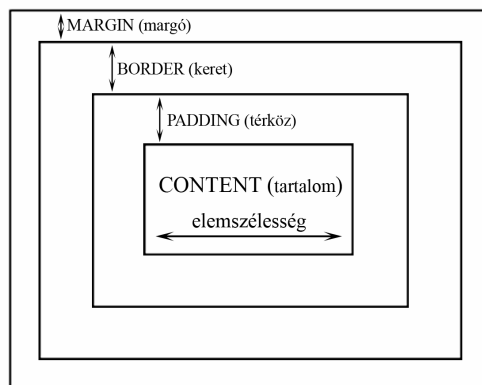 MARGIN (margó)
BORDER (keret)
PADDING (térköz)
CONTENT (tartalom)
elemszélesség